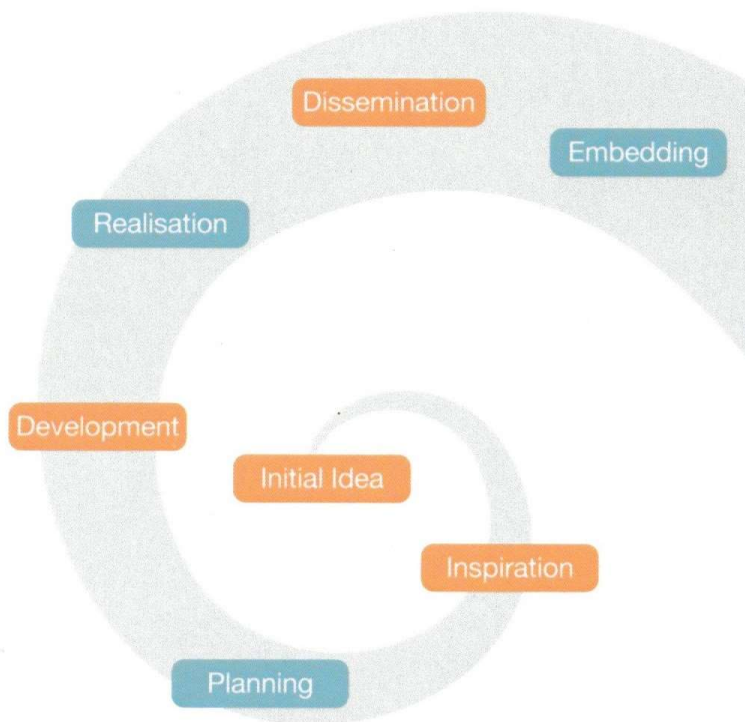 Dissemination
Embedding
Realisation
Development
Initial Idea
Inspiration
Planning